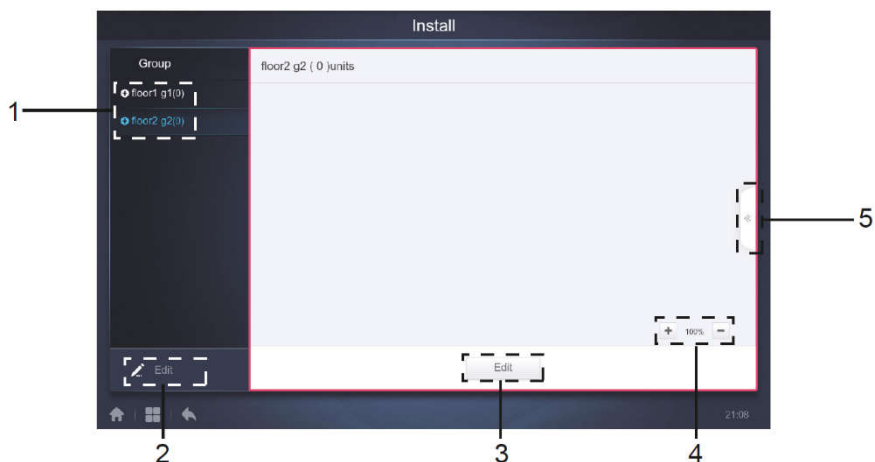 Install
Group
floor1 g1(0)
floor2 g2(0)
floor2 g2 ( 0 )units
+ 100% −
Edit
Edit
21:08
1
2
3
4
5